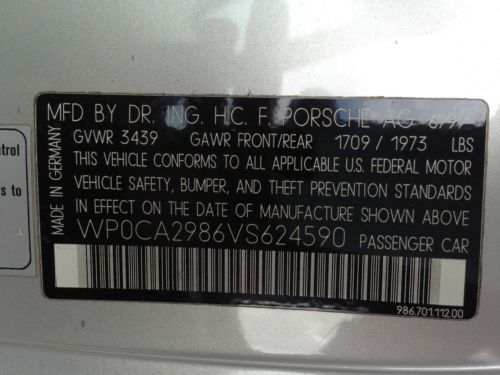 MFD BY DR. ING. H.C. F. PORSCHE AG 6/97
GVWR 3439 GAWR FRONT/REAR 1709 / 1973 LBS
THIS VEHICLE CONFORMS TO ALL APPLICABLE U.S. FEDERAL MOTOR
VEHICLE SAFETY, BUMPER, AND THEFT PREVENTION STANDARDS
IN EFFECT ON THE DATE OF MANUFACTURE SHOWN ABOVE
WP0CA2986VS624590 PASSENGER CAR
986.701.112.00
MADE IN GERMANY
ntrol
s to